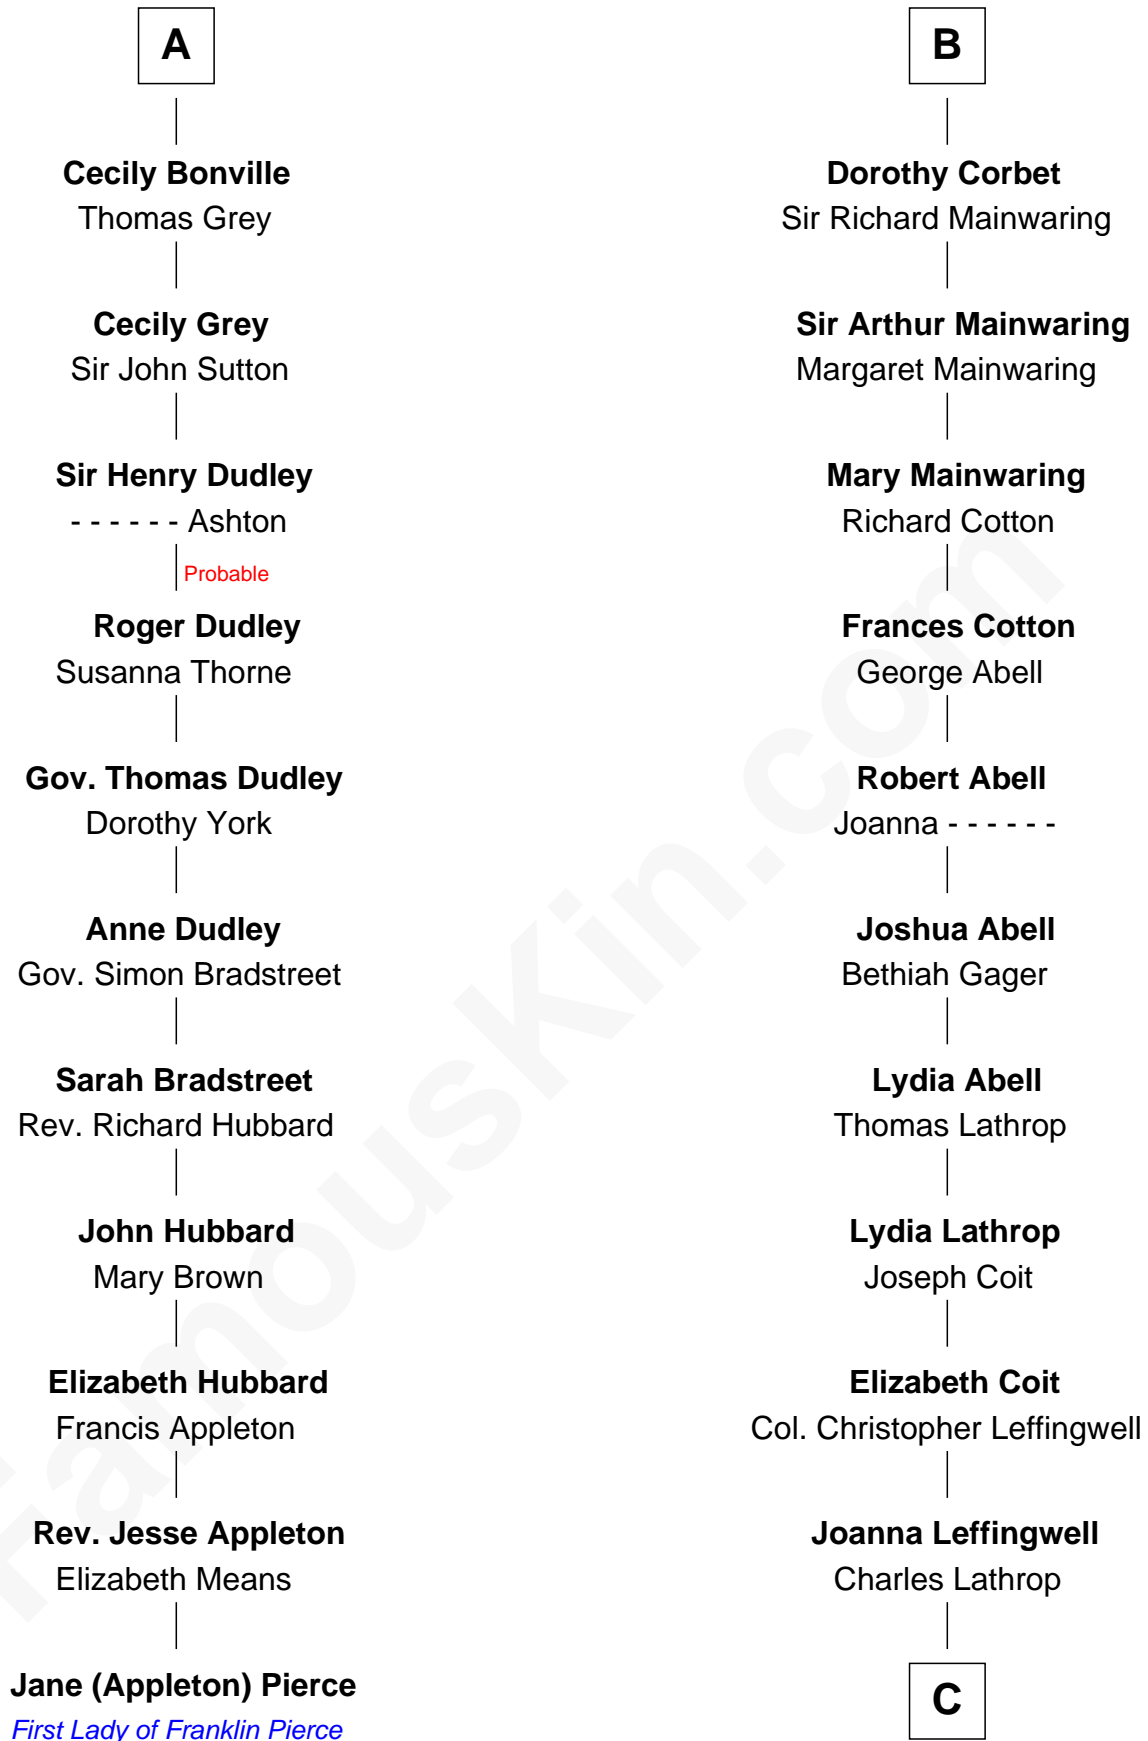 A
Cecily Bonville
Thomas Grey
Cecily Grey
Sir John Sutton
Sir Henry Dudley
- - - - - - Ashton
Probable
Roger Dudley
Susanna Thorne
Gov. Thomas Dudley
Dorothy York
Anne Dudley
Gov. Simon Bradstreet
Sarah Bradstreet
Rev. Richard Hubbard
John Hubbard
Mary Brown
Elizabeth Hubbard
Francis Appleton
Rev. Jesse Appleton
Elizabeth Means
Jane (Appleton) Pierce
First Lady of Franklin Pierce
B
Dorothy Corbet
Sir Richard Mainwaring
Sir Arthur Mainwaring
Margaret Mainwaring
Mary Mainwaring
Richard Cotton
Frances Cotton
George Abell
Robert Abell
Joanna - - - - - -
Joshua Abell
Bethiah Gager
Lydia Abell
Thomas Lathrop
Lydia Lathrop
Joseph Coit
Elizabeth Coit
Col. Christopher Leffingwell
Joanna Leffingwell
Charles Lathrop
C
FamousKin.com